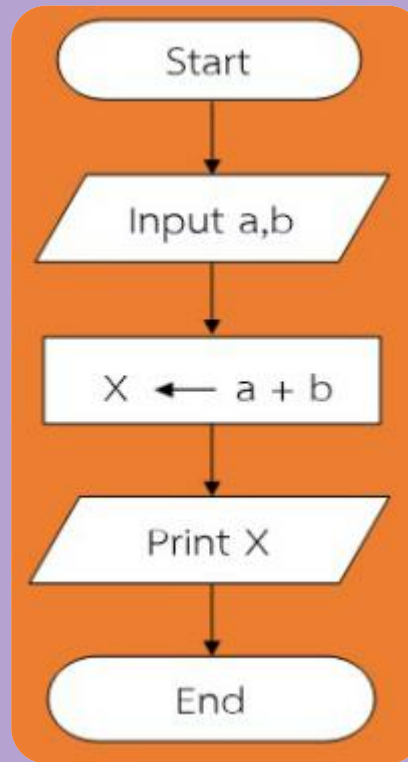 Start
Input a,b
X ← a + b
Print X
End